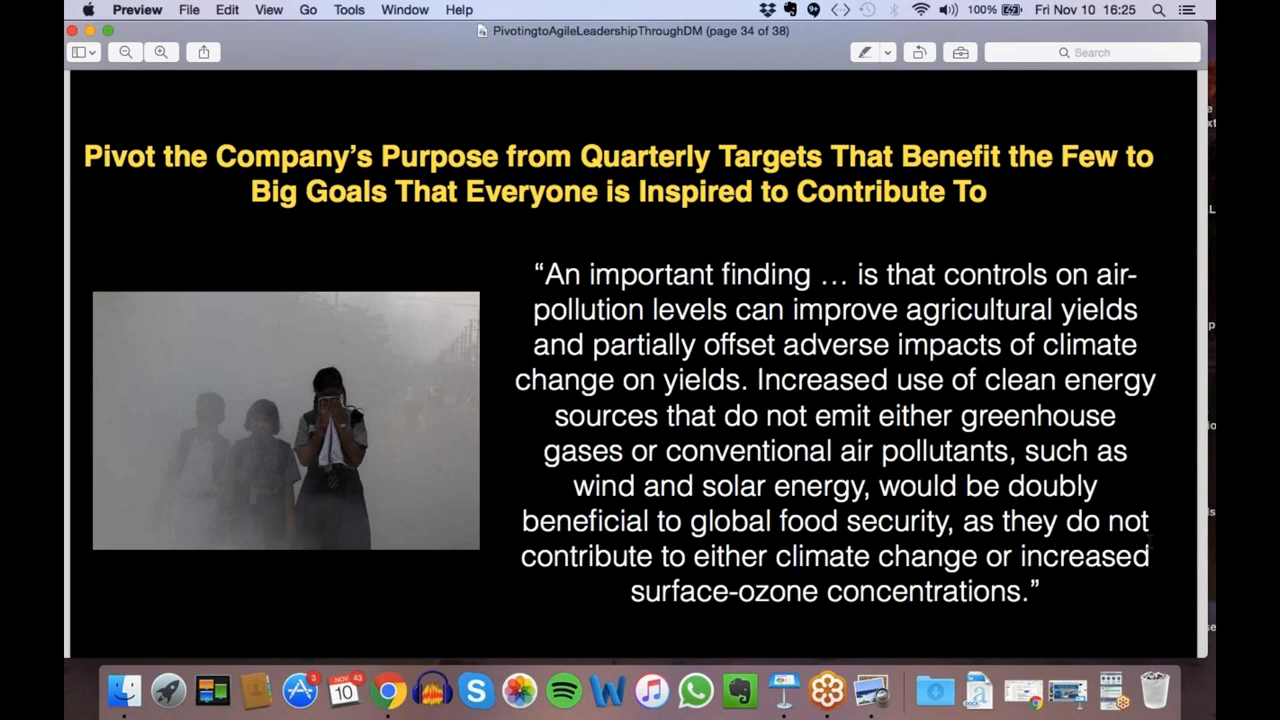 Preview File Edit View Go Tools Window Help 100% Fri Nov 10 16:25
PivotingtoAgileLeadershipThroughDM (page 34 of 38)
Search
Pivot the Company’s Purpose from Quarterly Targets That Benefit the Few to
Big Goals That Everyone is Inspired to Contribute To
“An important finding … is that controls on air-
pollution levels can improve agricultural yields
and partially offset adverse impacts of climate
change on yields. Increased use of clean energy
sources that do not emit either greenhouse
gases or conventional air pollutants, such as
wind and solar energy, would be doubly
beneficial to global food security, as they do not
contribute to either climate change or increased
surface-ozone concentrations.”
3
NOV 43
10